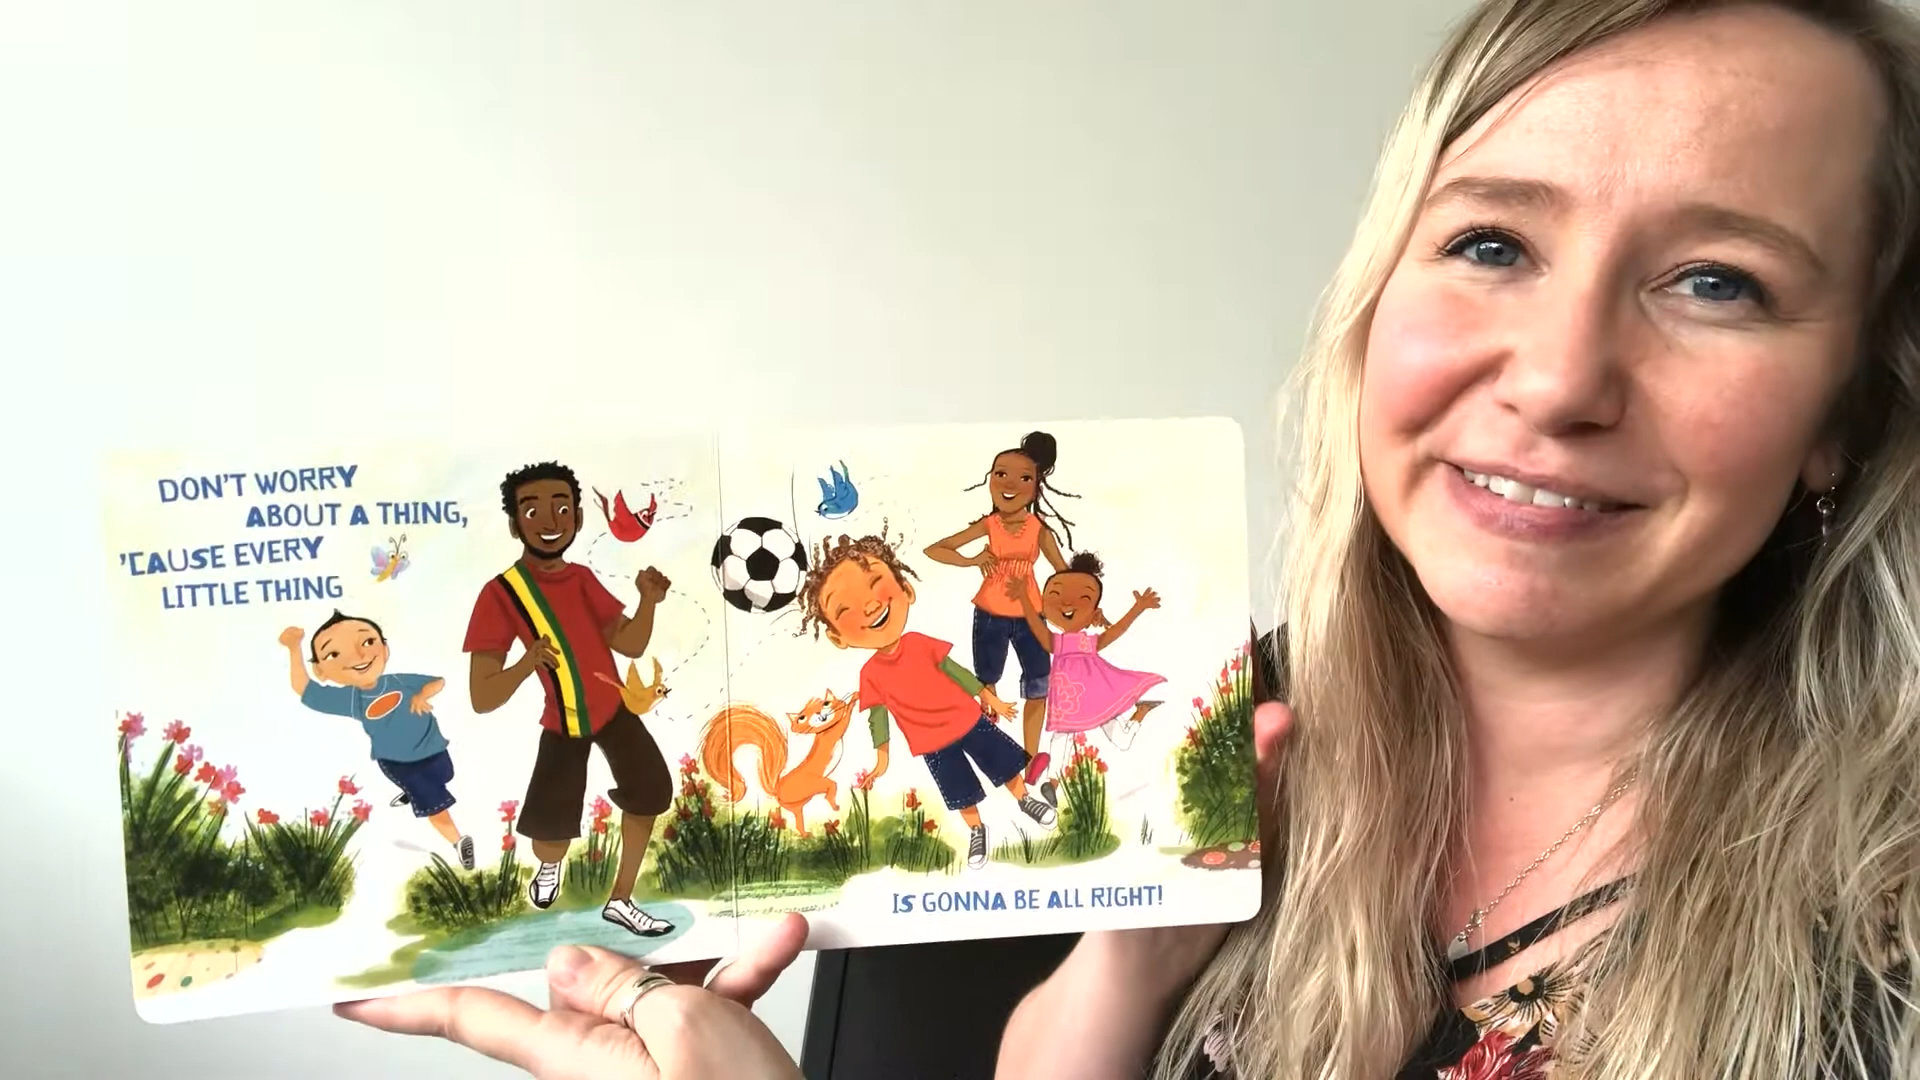 DON'T WORRY
ABOUT A THING,
'CAUSE EVERY
LITTLE THING
IS GONNA BE ALL RIGHT!